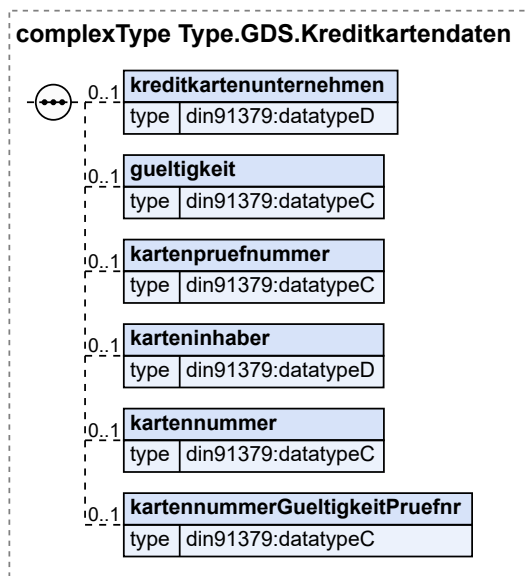 complexType Type.GDS.Kreditkartendaten
0..1 kreditkartenunternehmen
type din91379:datatypeD
0..1 gueltigkeit
type din91379:datatypeC
0..1 kartenpruefnummer
type din91379:datatypeC
0..1 karteninhaber
type din91379:datatypeD
0..1 kartennummer
type din91379:datatypeC
0..1 kartennummerGueltigkeitPruefnr
type din91379:datatypeC